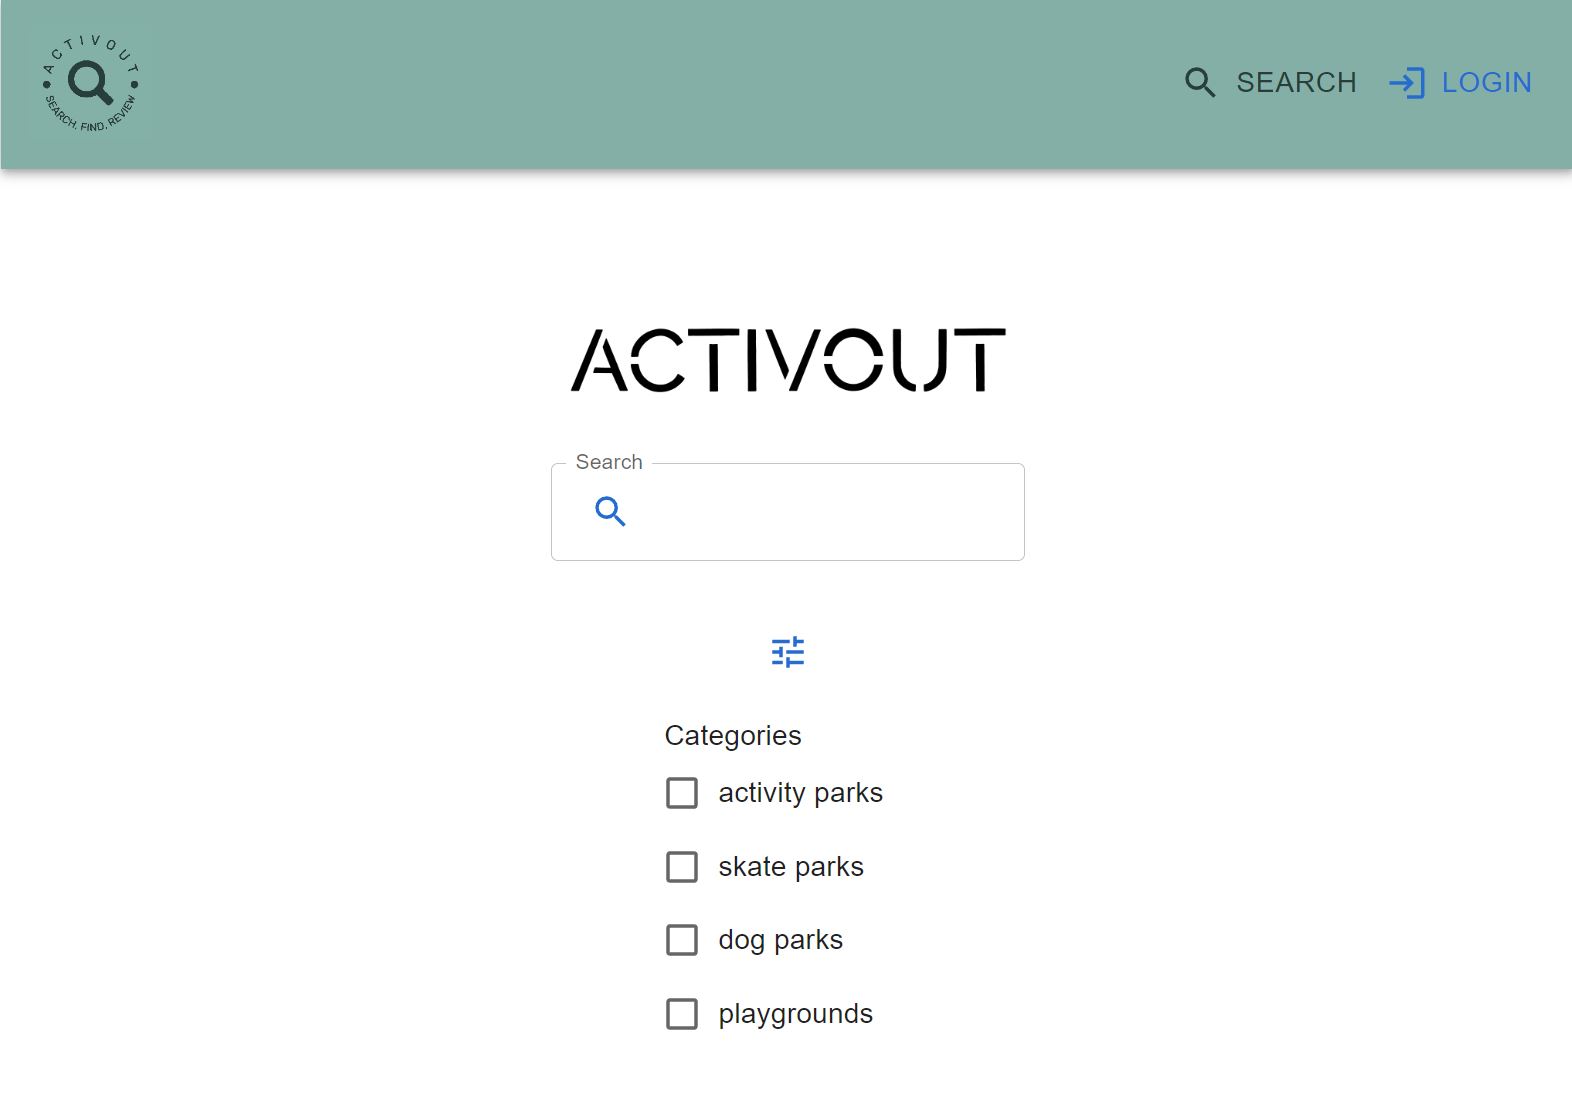 ACTIVOUT
SEARCH. FIND. REVIEW
SEARCH
LOGIN
ACTIVOUT
Search
Categories
activity parks
skate parks
dog parks
playgrounds